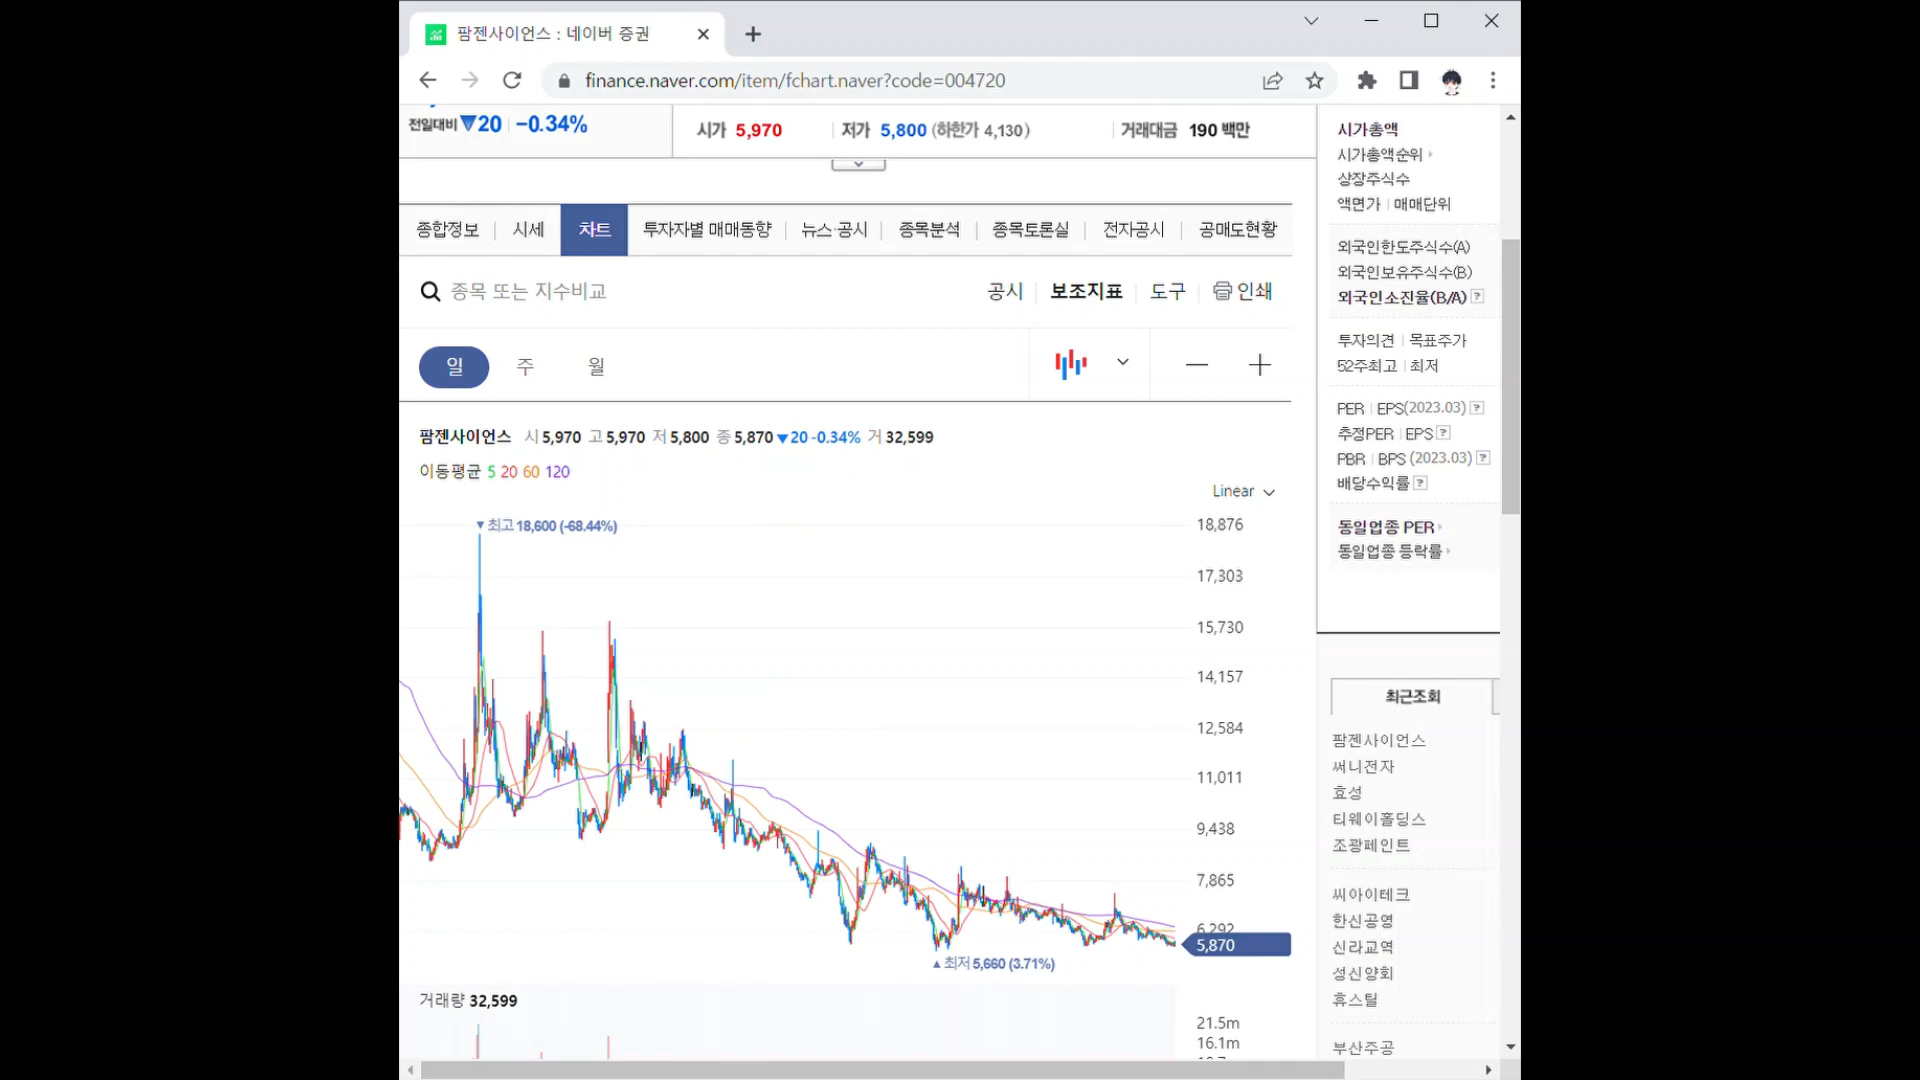 팜젠사이언스 : 네이버 증권
finance.naver.com/item/fchart.naver?code=004720
전일대비 ▼20 -0.34%
시가 5,970 저가 5,800 (하한가 4,130) 거래대금 190 백만
종합정보 시세 차트 투자자별 매매동향 뉴스·공시 종목분석 종목토론실 전자공시 공매도현황
종목 또는 지수비교
공시 보조지표 도구 인쇄
일 주 월
팜젠사이언스 시 5,970 고 5,970 저 5,800 종 5,870 ▼20 -0.34% 거 32,599
이동평균 5 20 60 120
Linear
▼최고 18,600 (-68.44%)
18,876
17,303
15,730
14,157
12,584
11,011
9,438
7,865
6,292
5,870
▲최저 5,660 (3.71%)
거래량 32,599
21.5m
16.1m
시가총액
시가총액순위
상장주식수
액면가 매매단위
외국인한도주식수(A)
외국인보유주식수(B)
외국인소진율(B/A) ?
투자의견 목표주가
52주최고 최저
PER EPS(2023.03) ?
추정PER EPS ?
PBR BPS (2023.03) ?
배당수익률 ?
동일업종 PER
동일업종 등락률
최근조회
팜젠사이언스
써니전자
효성
티웨이홀딩스
조광페인트
씨아이테크
한신공영
신라교역
성신양회
휴스틸
부산주공